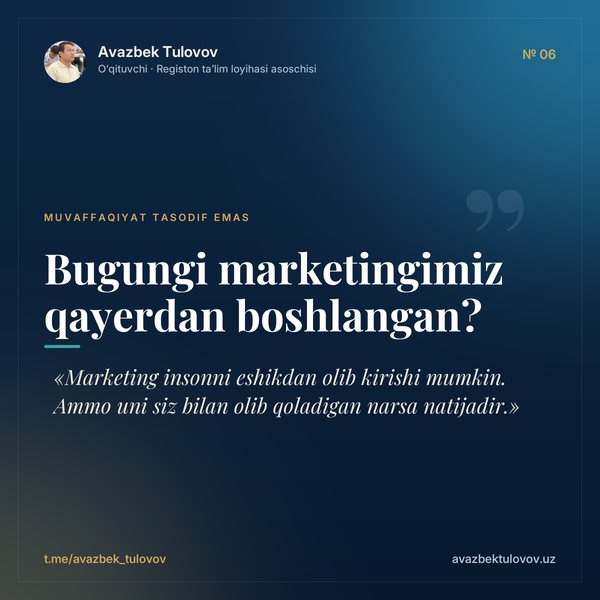 Avazbek Tulovov
O‘qituvchi · Registon ta’lim loyihasi asoschisi
№ 06
MUVAFFAQIYAT TASODIF EMAS
”
Bugungi marketingimiz
qayerdan boshlangan?
«Marketing insonni eshikdan olib kirishi mumkin.
Ammo uni siz bilan olib qoladigan narsa natijadir.»
t.me/avazbek_tulovov
avazbektulovov.uz